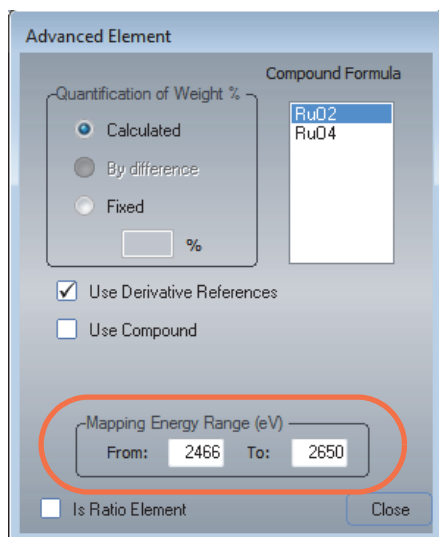 Advanced Element
Compound Formula
Quantification of Weight %
Calculated
By difference
Fixed
%
RuO2
RuO4
Use Derivative References
Use Compound
Mapping Energy Range (eV)
From: 2466 To: 2650
Is Ratio Element
Close